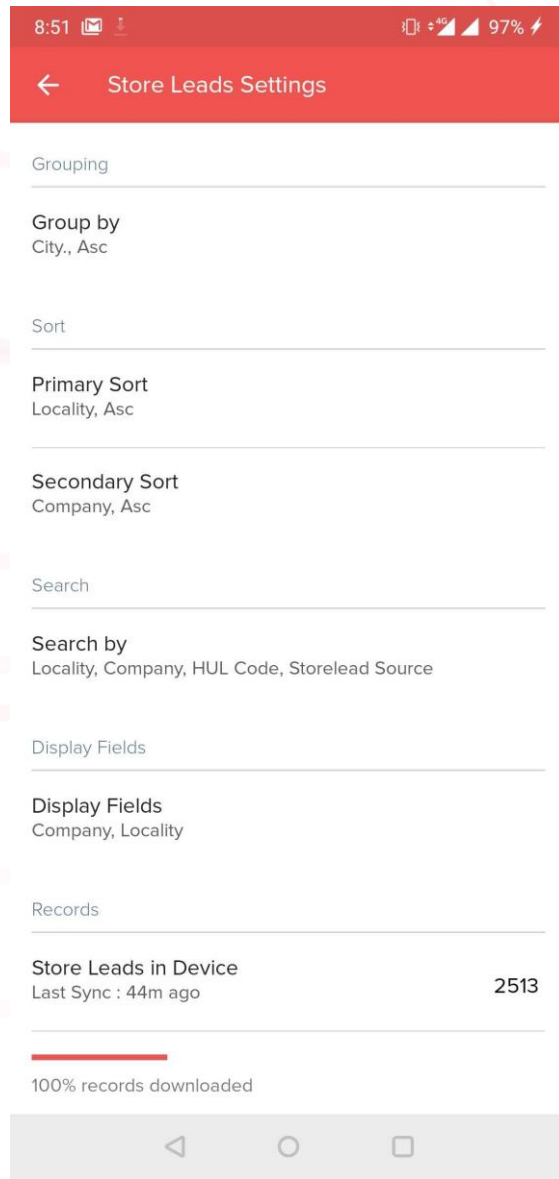 8:51 4G 97%
Store Leads Settings
Grouping
Group by
City., Asc
Sort
Primary Sort
Locality, Asc
Secondary Sort
Company, Asc
Search
Search by
Locality, Company, HUL Code, Storelead Source
Display Fields
Display Fields
Company, Locality
Records
Store Leads in Device
Last Sync : 44m ago
2513
100% records downloaded